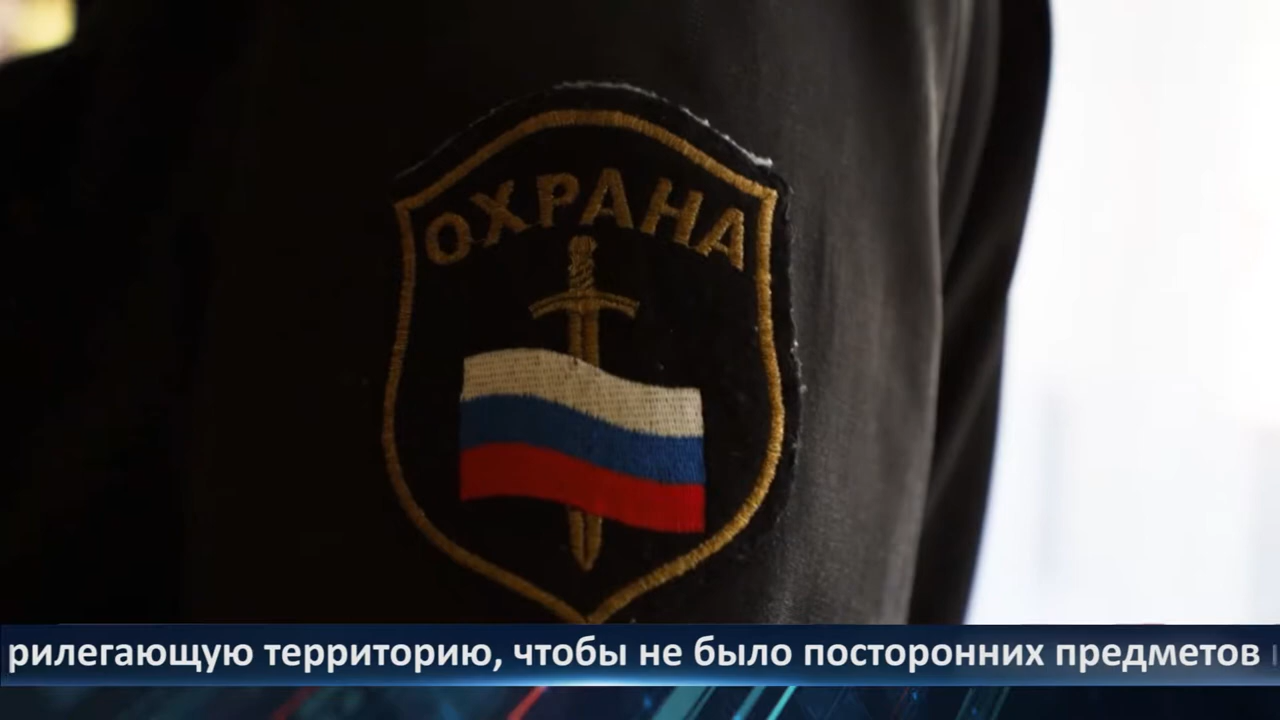 ОХРАНА
рилегающую территорию, чтобы не было посторонних предметов